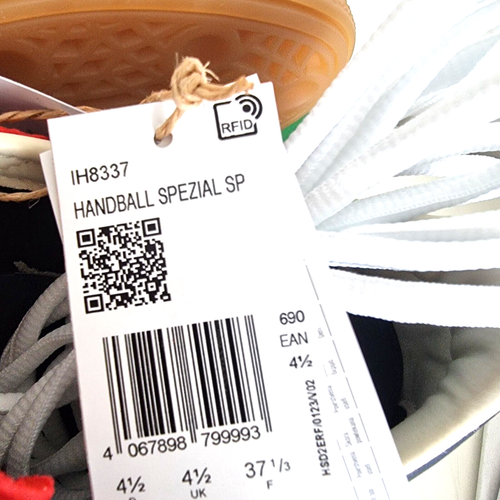 RFID
IH8337
HANDBALL SPEZIAL SP
690
EAN
4½
4 067898 799993
HSD2ERF/0123/V02
4½ 4½ 37 1/3
UK F